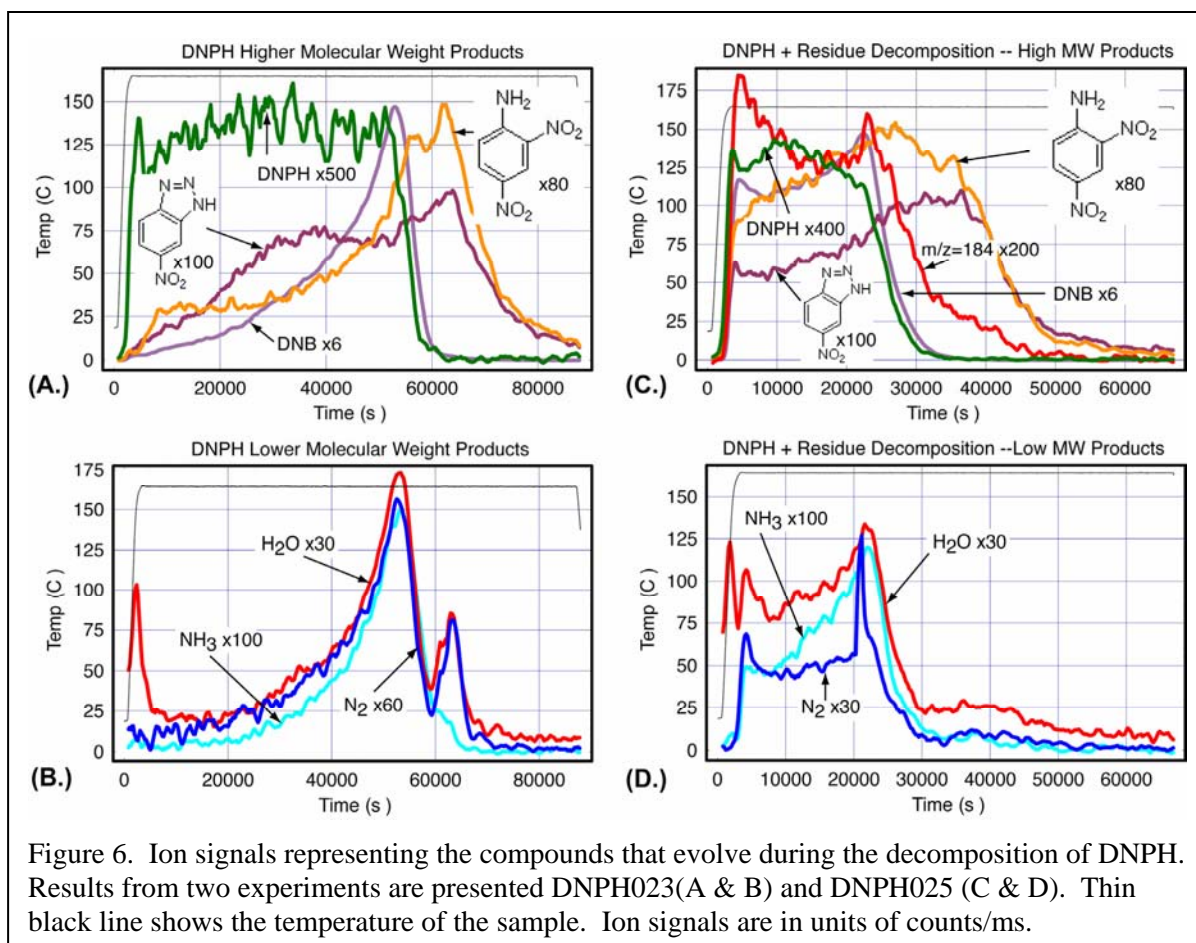 DNPH Higher Molecular Weight Products
Temp (C)
175
150
125
100
75
50
25
0
DNPH x500
N=N
NH
NO2
x100
DNB x6
NH2
NO2
NO2
x80
0 20000 40000 60000 80000
(A.)
Time (s )
DNPH + Residue Decomposition -- High MW Products
Temp (C)
175
150
125
100
75
50
25
0
NH2
NO2
NO2
x80
DNPH x400
m/z=184 x200
N=N
NH
NO2
x100
DNB x6
0 10000 20000 30000 40000 50000 60000
(C.)
Time (s )
DNPH Lower Molecular Weight Products
Temp (C)
175
150
125
100
75
50
25
0
H2O x30
NH3 x100
N2 x60
0 20000 40000 60000 80000
(B.)
Time (s )
DNPH + Residue Decomposition --Low MW Products
Temp (C)
175
150
125
100
75
50
25
0
NH3 x100
H2O x30
N2 x30
0 10000 20000 30000 40000 50000 60000
(D.)
Time (s )
Figure 6. Ion signals representing the compounds that evolve during the decomposition of DNPH.
Results from two experiments are presented DNPH023(A & B) and DNPH025 (C & D). Thin
black line shows the temperature of the sample. Ion signals are in units of counts/ms.